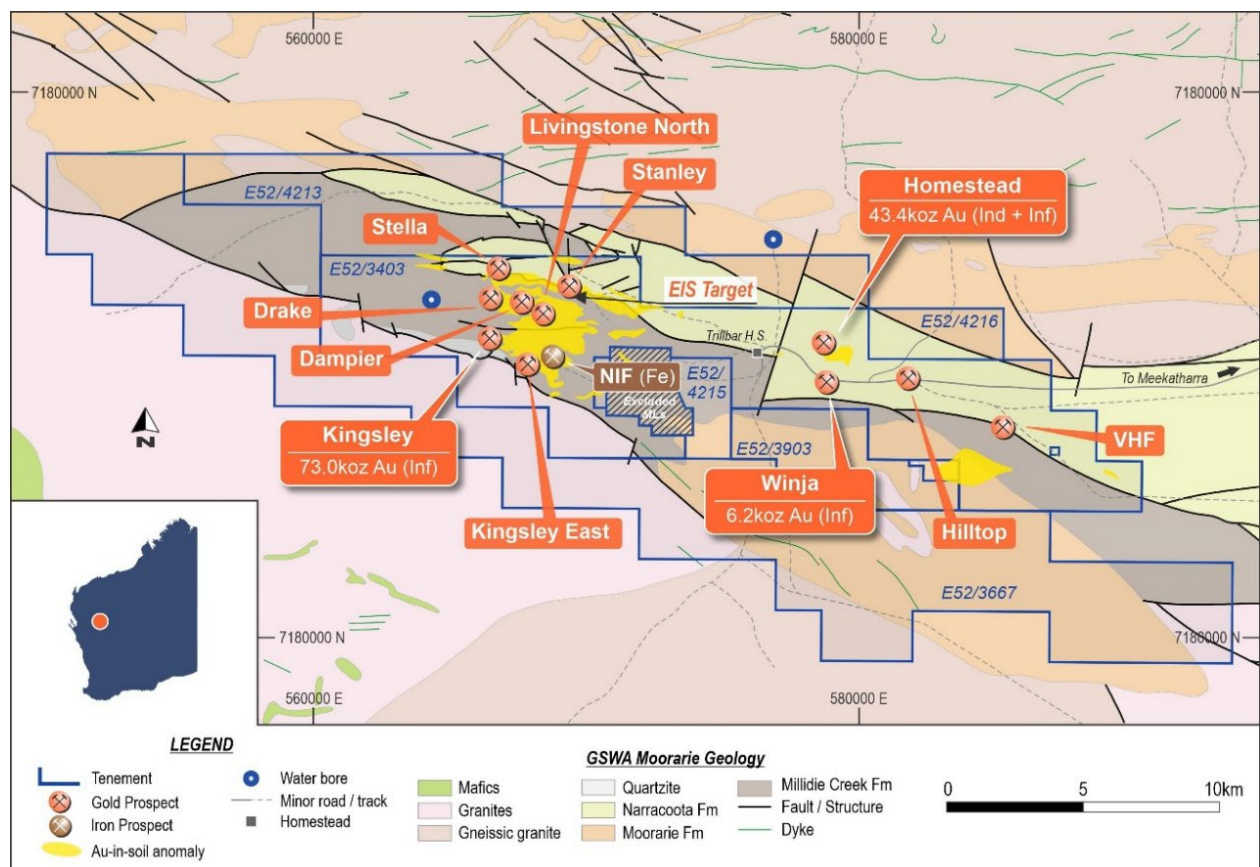 560000 E
580000 E
7180000 N
7180000 N
Livingstone North
Stanley
Homestead
43.4koz Au (Ind + Inf)
E52/4213
Stella
E52/3403
EIS Target
Drake
E52/4216
Trillbar H.S.
Dampier
NIF (Fe)
E52/
4215
To Meekatharra
Excluded
MLs
Kingsley
73.0koz Au (Inf)
E52/3903
VHF
Winja
6.2koz Au (Inf)
Kingsley East
Hilltop
N
E52/3667
7180000 N
7180000 N
560000 E
580000 E
LEGEND
Tenement
Gold Prospect
Iron Prospect
Au-in-soil anomaly
Water bore
Minor road / track
Homestead
GSWA Moorarie Geology
Mafics
Granites
Gneissic granite
Quartzite
Narracoota Fm
Moorarie Fm
Millidie Creek Fm
Fault / Structure
Dyke
0
5
10km